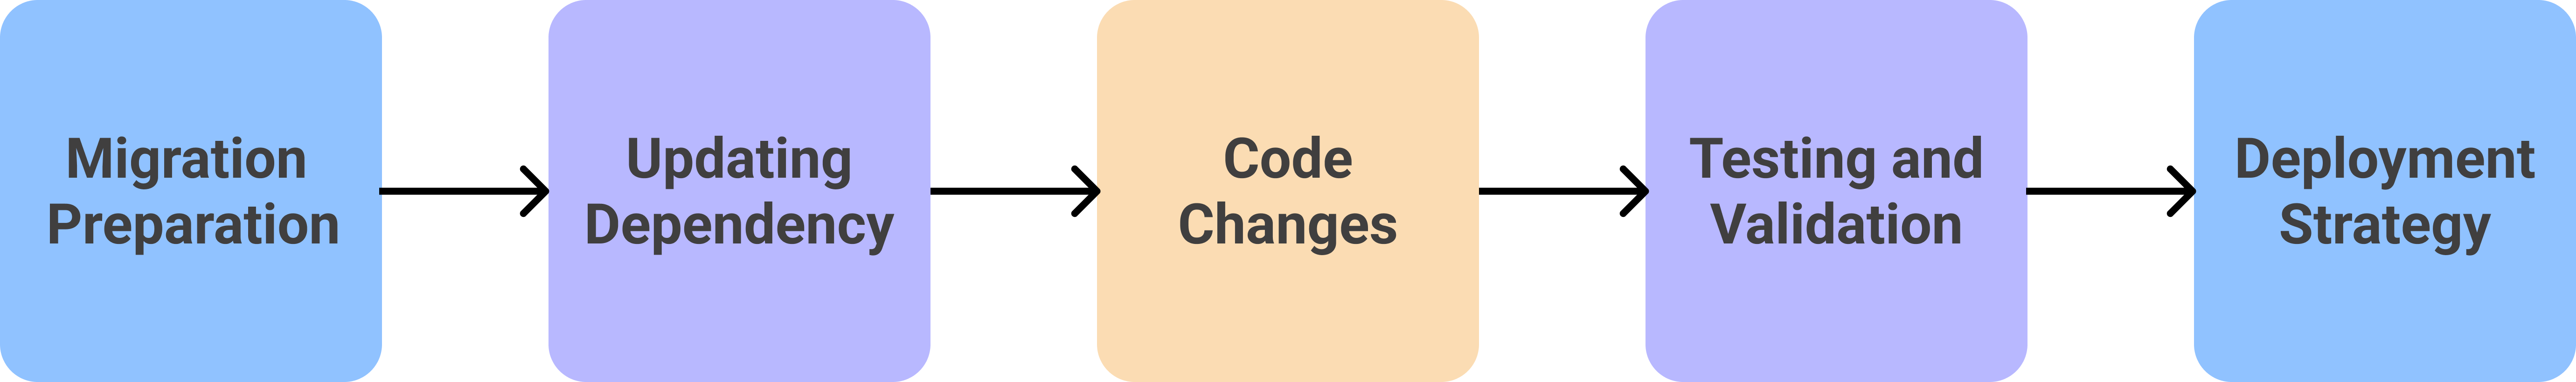 Migration
Preparation
Updating
Dependency
Code
Changes
Testing and
Validation
Deployment
Strategy